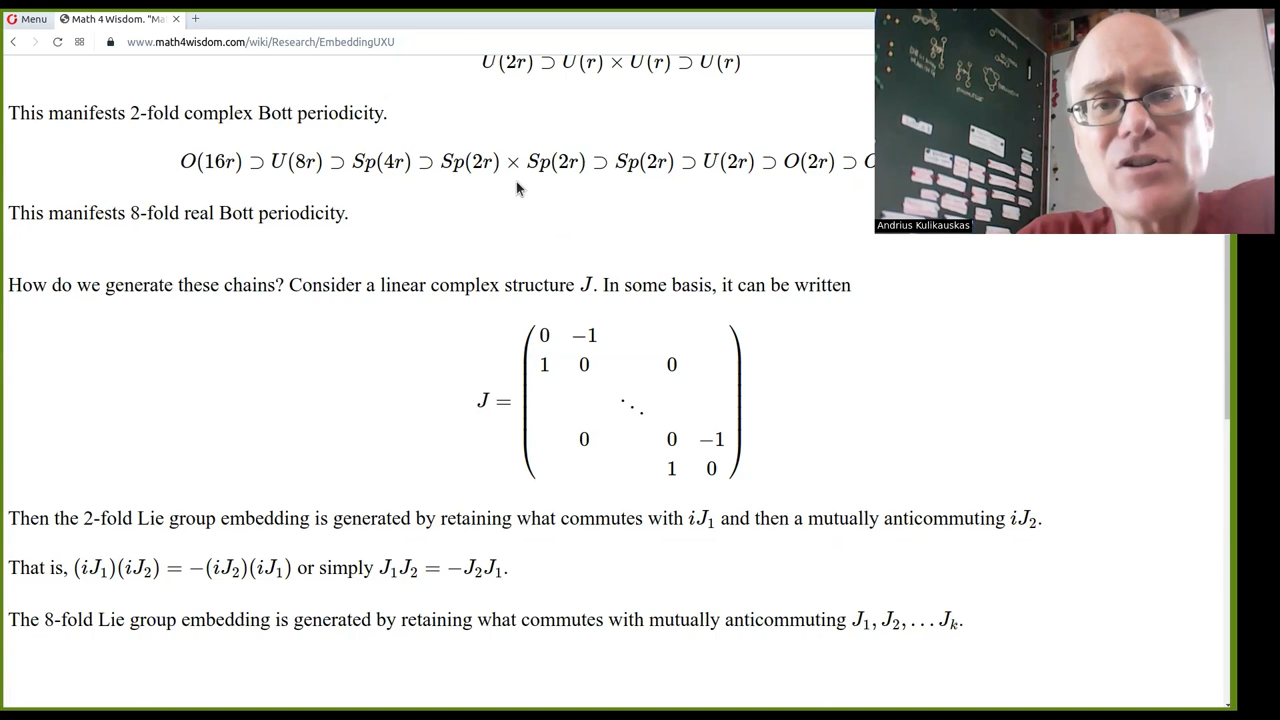 Menu
Math 4 Wisdom. "Ma
www.math4wisdom.com/wiki/Research/EmbeddingUXU
U(2r) ⊃ U(r) × U(r) ⊃ U(r)
This manifests 2-fold complex Bott periodicity.
O(16r) ⊃ U(8r) ⊃ Sp(4r) ⊃ Sp(2r) × Sp(2r) ⊃ Sp(2r) ⊃ U(2r) ⊃ O(2r) ⊃
Andrius Kulikauskas
This manifests 8-fold real Bott periodicity.
How do we generate these chains? Consider a linear complex structure J. In some basis, it can be written
0 −1
1 0 0
J = ( ⋱ )
0 0 −1
1 0
Then the 2-fold Lie group embedding is generated by retaining what commutes with iJ₁ and then a mutually anticommuting iJ₂.
That is, (iJ₁)(iJ₂) = −(iJ₂)(iJ₁) or simply J₁J₂ = −J₂J₁.
The 8-fold Lie group embedding is generated by retaining what commutes with mutually anticommuting J₁, J₂, … Jₖ.